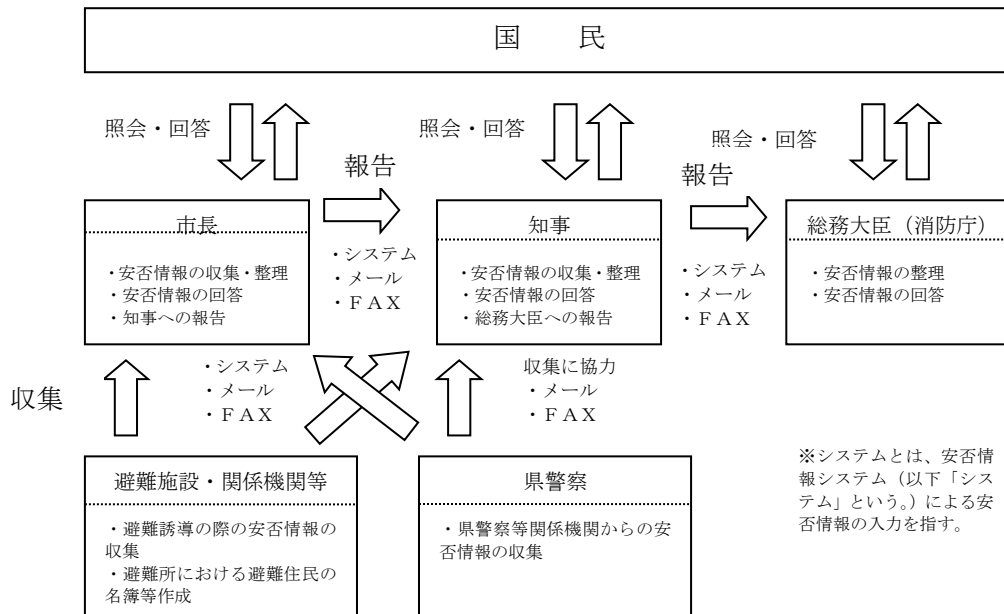 国　　民
照会・回答
照会・回答
照会・回答
報告
報告
市長
・安否情報の収集・整理
・安否情報の回答
・知事への報告
・システム
・メール
・ＦＡＸ
知事
・安否情報の収集・整理
・安否情報の回答
・総務大臣への報告
・システム
・メール
・ＦＡＸ
総務大臣（消防庁）
・安否情報の整理
・安否情報の回答
収集
・システム
・メール
・ＦＡＸ
収集に協力
・メール
・ＦＡＸ
避難施設・関係機関等
・避難誘導の際の安否情報の
収集
・避難所における避難住民の
名簿等作成
県警察
・県警察等関係機関からの安
否情報の収集
※システムとは、安否情
報システム（以下「シス
テム」という。）による安
否情報の入力を指す。